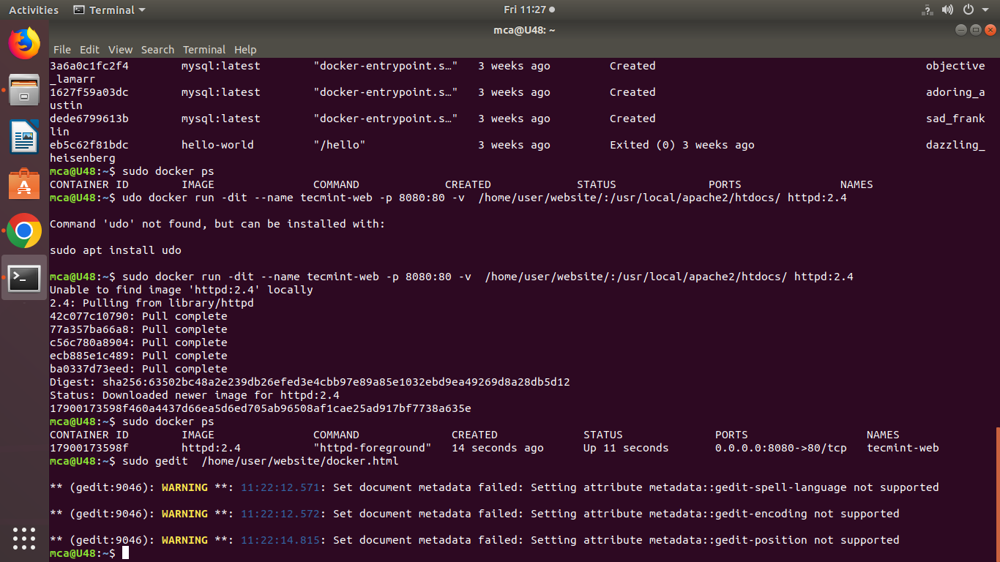 Activities Terminal Fri 11:27
mca@U48: ~
File Edit View Search Terminal Help
3a6a0c1fc2f4 mysql:latest "docker-entrypoint.s…" 3 weeks ago Created objective
_lamarr
1627f59a03dc mysql:latest "docker-entrypoint.s…" 3 weeks ago Created adoring_a
ustin
dede6799613b mysql:latest "docker-entrypoint.s…" 3 weeks ago Created sad_frank
lin
eb5c62f81bdc hello-world "/hello" 3 weeks ago Exited (0) 3 weeks ago dazzling_
heisenberg
mca@U48:~$ sudo docker ps
CONTAINER ID IMAGE COMMAND CREATED STATUS PORTS NAMES
mca@U48:~$ udo docker run -dit --name tecmint-web -p 8080:80 -v  /home/user/website/:/usr/local/apache2/htdocs/ httpd:2.4
Command 'udo' not found, but can be installed with:
sudo apt install udo
mca@U48:~$ sudo docker run -dit --name tecmint-web -p 8080:80 -v  /home/user/website/:/usr/local/apache2/htdocs/ httpd:2.4
Unable to find image 'httpd:2.4' locally
2.4: Pulling from library/httpd
42c077c10790: Pull complete
77a357ba66a8: Pull complete
c56c780a8904: Pull complete
ecb885e1c489: Pull complete
ba0337d73eed: Pull complete
Digest: sha256:63502bc48a2e239db26efed3e4cbb97e89a85e1032ebd9ea49269d8a28db5d12
Status: Downloaded newer image for httpd:2.4
17900173598f460a4437d66ea5d6ed705ab96508af1cae25ad917bf7738a635e
mca@U48:~$ sudo docker ps
CONTAINER ID IMAGE COMMAND CREATED STATUS PORTS NAMES
17900173598f httpd:2.4 "httpd-foreground" 14 seconds ago Up 11 seconds 0.0.0.0:8080->80/tcp tecmint-web
mca@U48:~$ sudo gedit  /home/user/website/docker.html
** (gedit:9046): WARNING **: 11:22:12.571: Set document metadata failed: Setting attribute metadata::gedit-spell-language not supported
** (gedit:9046): WARNING **: 11:22:12.572: Set document metadata failed: Setting attribute metadata::gedit-encoding not supported
** (gedit:9046): WARNING **: 11:22:14.815: Set document metadata failed: Setting attribute metadata::gedit-position not supported
mca@U48:~$